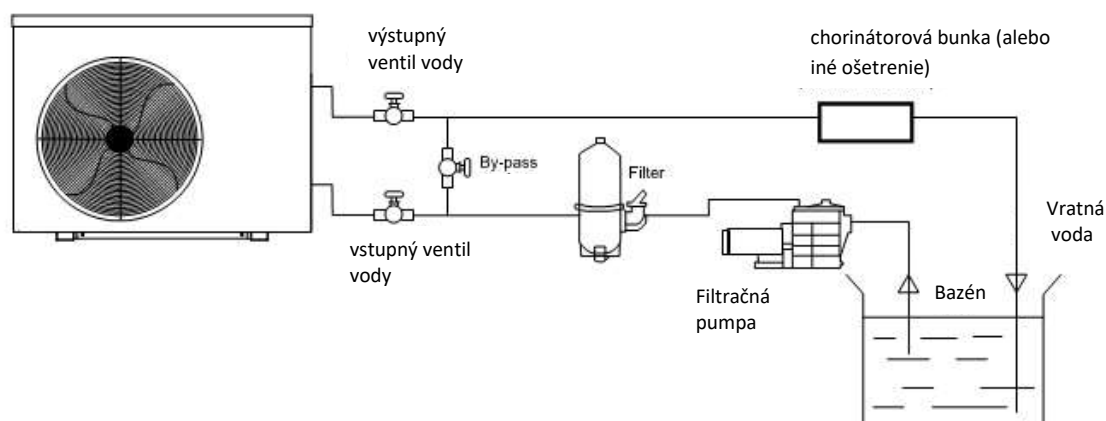 výstupný
ventil vody
chorinátorová bunka (alebo
iné ošetrenie)
By-pass
Filter
vstupný ventil
vody
Filtračná
pumpa
Bazén
Vratná
voda